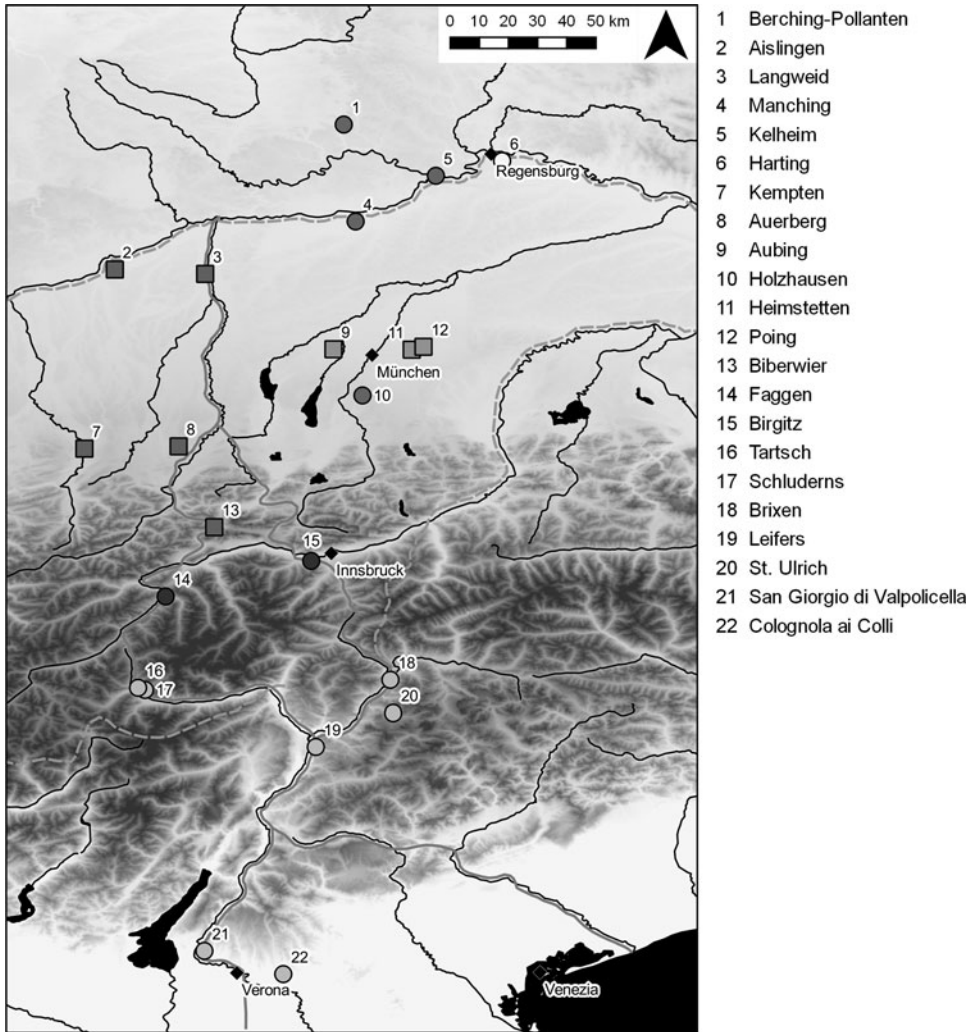 0 10 20 30 40 50 km
1 Berching-Pollanten
2 Aislingen
3 Langweid
4 Manching
5 Kelheim
6 Harting
7 Kempten
8 Auerberg
9 Aubing
10 Holzhausen
11 Heimstetten
12 Poing
13 Biberwier
14 Faggen
15 Birgitz
16 Tartsch
17 Schluderns
18 Brixen
19 Leifers
20 St. Ulrich
21 San Giorgio di Valpolicella
22 Colognola ai Colli
1
6
5
Regensburg
4
2
3
9
11
12
München
10
7
8
13
15
Innsbruck
14
16
17
18
20
19
21
22
Verona
Venezia